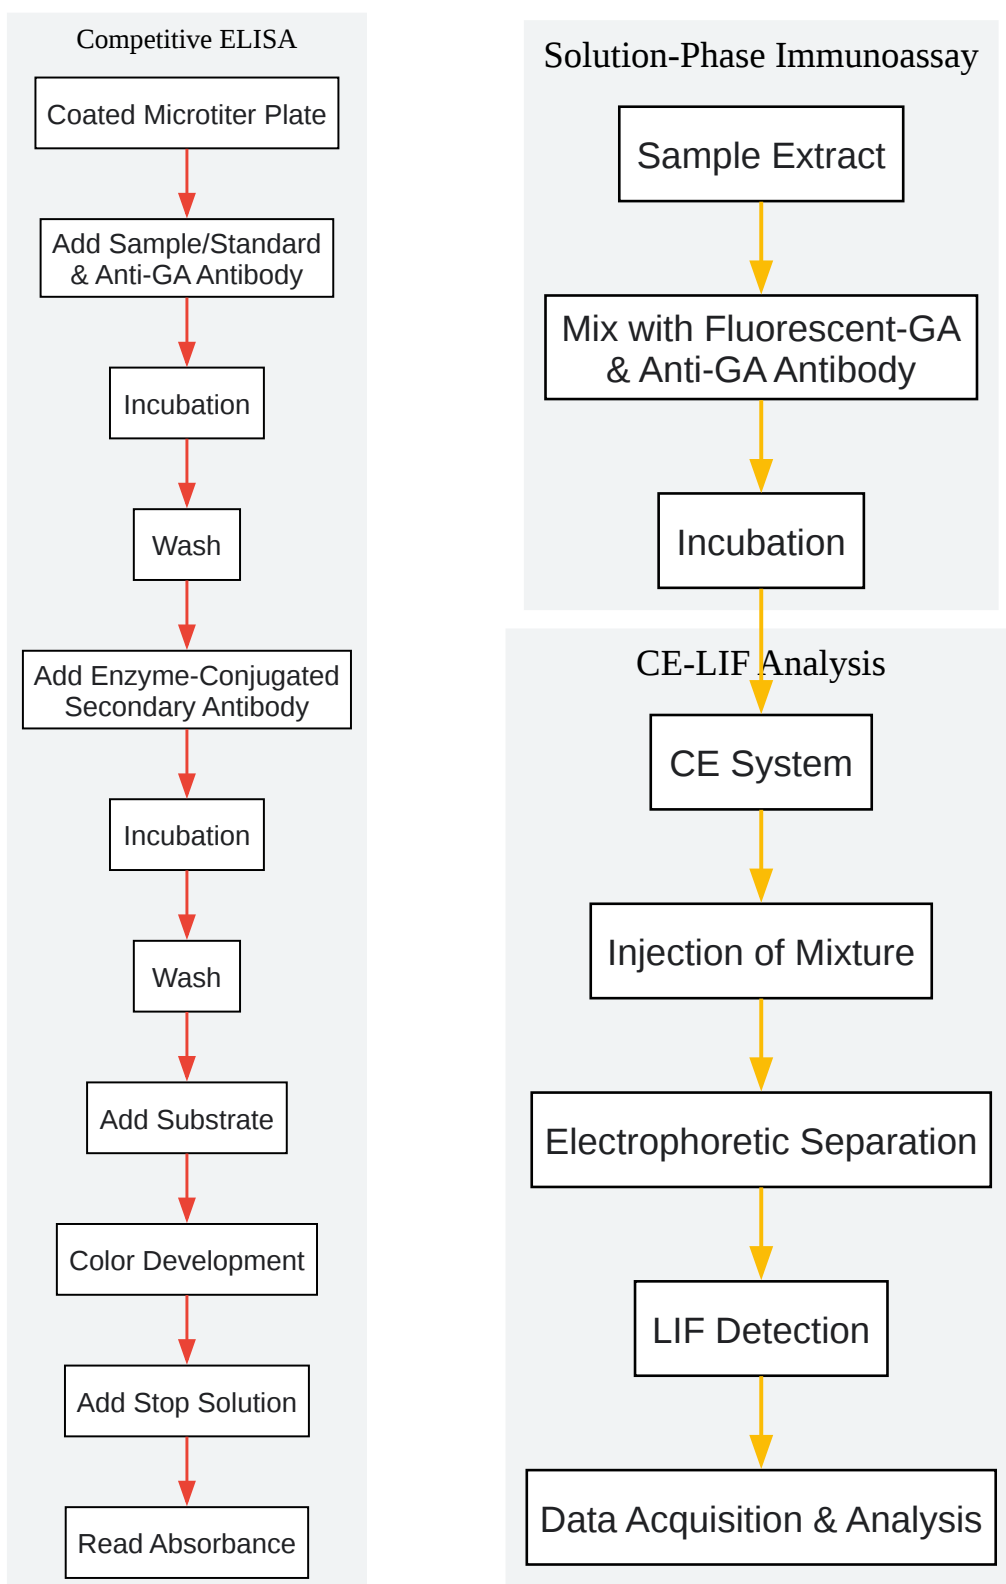 Competitive ELISA
Coated Microtiter Plate
Add Sample/Standard
& Anti-GA Antibody
Incubation
Wash
Add Enzyme-Conjugated
Secondary Antibody
Incubation
Wash
Add Substrate
Color Development
Add Stop Solution
Read Absorbance
Solution-Phase Immunoassay
Sample Extract
Mix with Fluorescent-GA
& Anti-GA Antibody
Incubation
CE-LIF Analysis
CE System
Injection of Mixture
Electrophoretic Separation
LIF Detection
Data Acquisition & Analysis